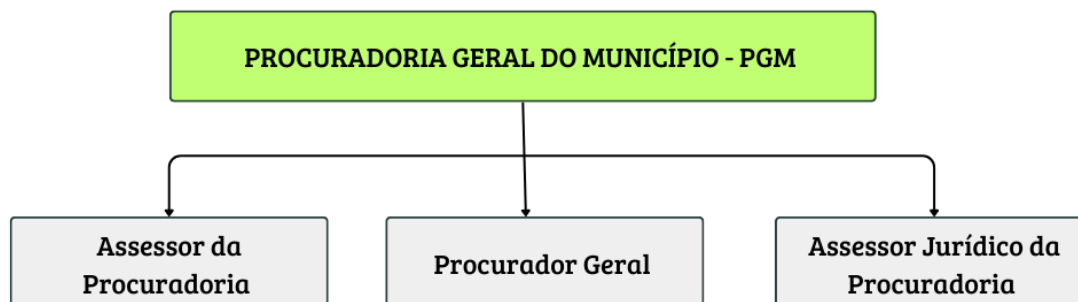 PROCURADORIA GERAL DO MUNICÍPIO - PGM
Assessor da
Procuradoria
Procurador Geral
Assessor Jurídico da
Procuradoria